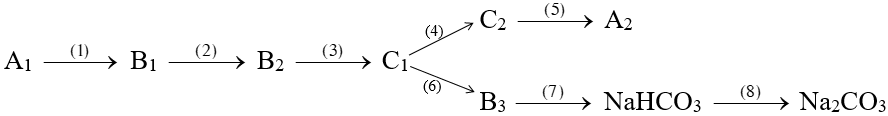 (4) C₂ (5) A₂
A₁ (1) B₁ (2) B₂ (3) C₁
(6) B₃ (7) NaHCO₃ (8) Na₂CO₃